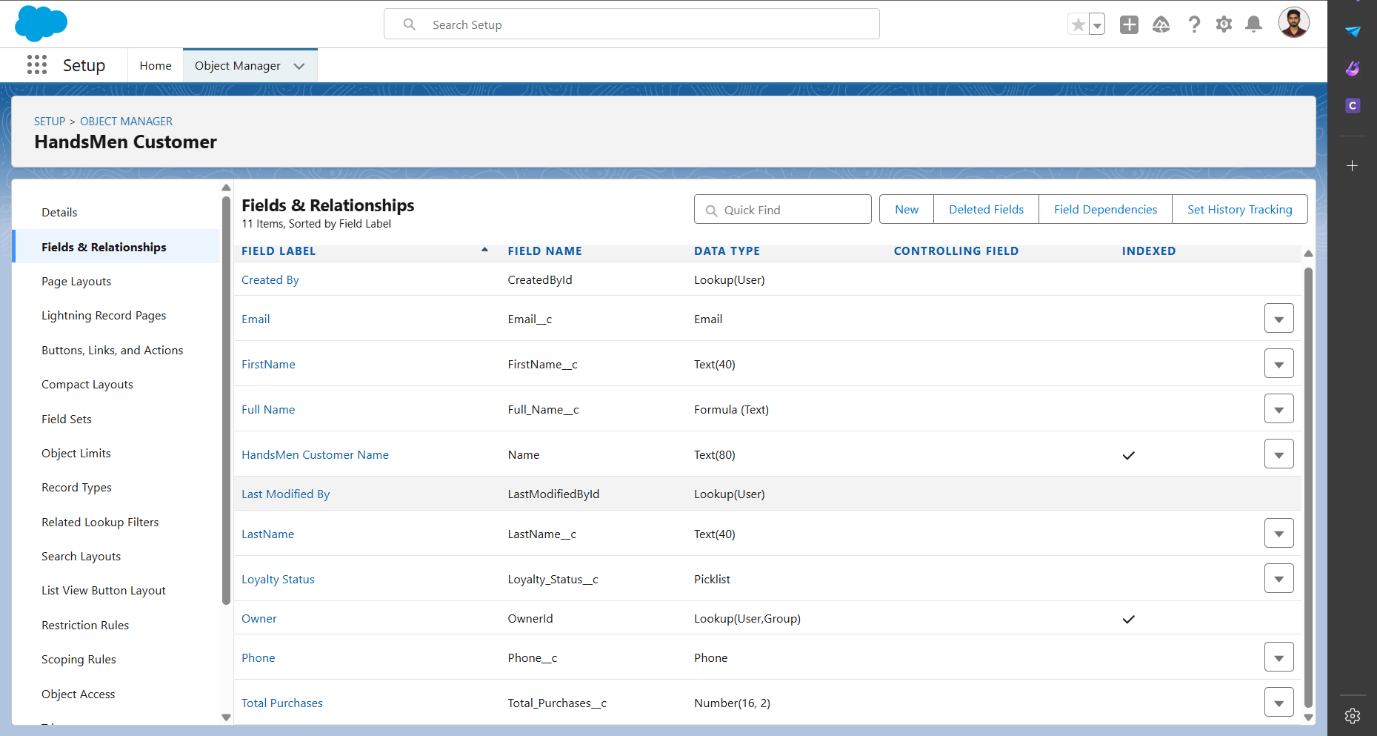 Search Setup
Setup
Home
Object Manager
SETUP > OBJECT MANAGER
HandsMen Customer
Details
Fields & Relationships
Page Layouts
Lightning Record Pages
Buttons, Links, and Actions
Compact Layouts
Field Sets
Object Limits
Record Types
Related Lookup Filters
Search Layouts
List View Button Layout
Restriction Rules
Scoping Rules
Object Access
Fields & Relationships
11 Items, Sorted by Field Label
Quick Find
New
Deleted Fields
Field Dependencies
Set History Tracking
FIELD LABEL FIELD NAME DATA TYPE CONTROLLING FIELD INDEXED
Created By CreatedById Lookup(User)
Email Email__c Email
FirstName FirstName__c Text(40)
Full Name Full_Name__c Formula (Text)
HandsMen Customer Name Name Text(80)
Last Modified By LastModifiedById Lookup(User)
LastName LastName__c Text(40)
Loyalty Status Loyalty_Status__c Picklist
Owner OwnerId Lookup(User,Group)
Phone Phone__c Phone
Total Purchases Total_Purchases__c Number(16, 2)
C